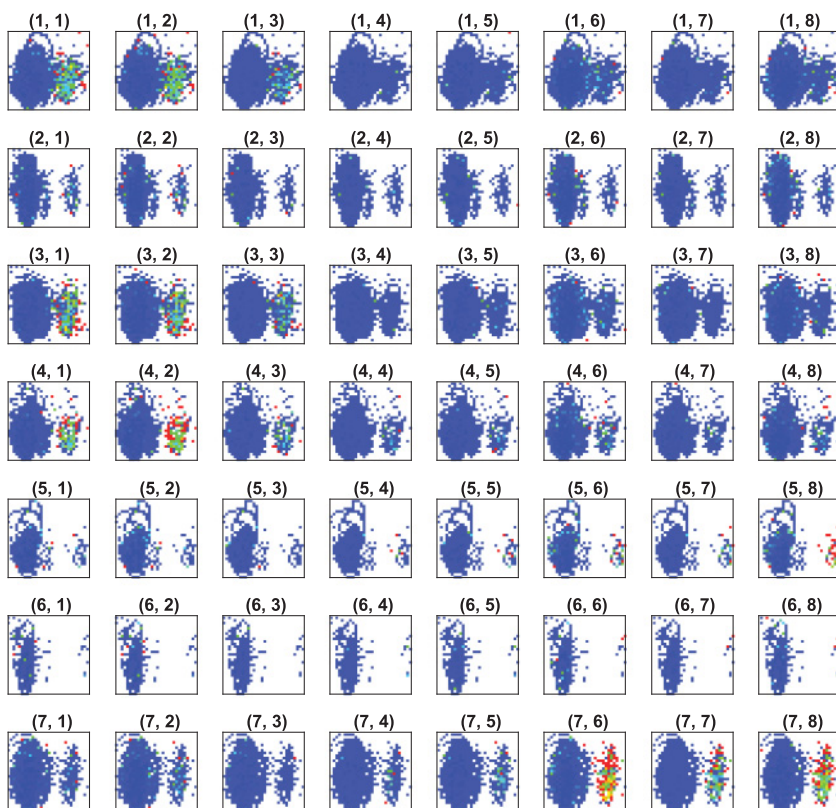 (1, 1) (1, 2) (1, 3) (1, 4) (1, 5) (1, 6) (1, 7) (1, 8)
(2, 1) (2, 2) (2, 3) (2, 4) (2, 5) (2, 6) (2, 7) (2, 8)
(3, 1) (3, 2) (3, 3) (3, 4) (3, 5) (3, 6) (3, 7) (3, 8)
(4, 1) (4, 2) (4, 3) (4, 4) (4, 5) (4, 6) (4, 7) (4, 8)
(5, 1) (5, 2) (5, 3) (5, 4) (5, 5) (5, 6) (5, 7) (5, 8)
(6, 1) (6, 2) (6, 3) (6, 4) (6, 5) (6, 6) (6, 7) (6, 8)
(7, 1) (7, 2) (7, 3) (7, 4) (7, 5) (7, 6) (7, 7) (7, 8)